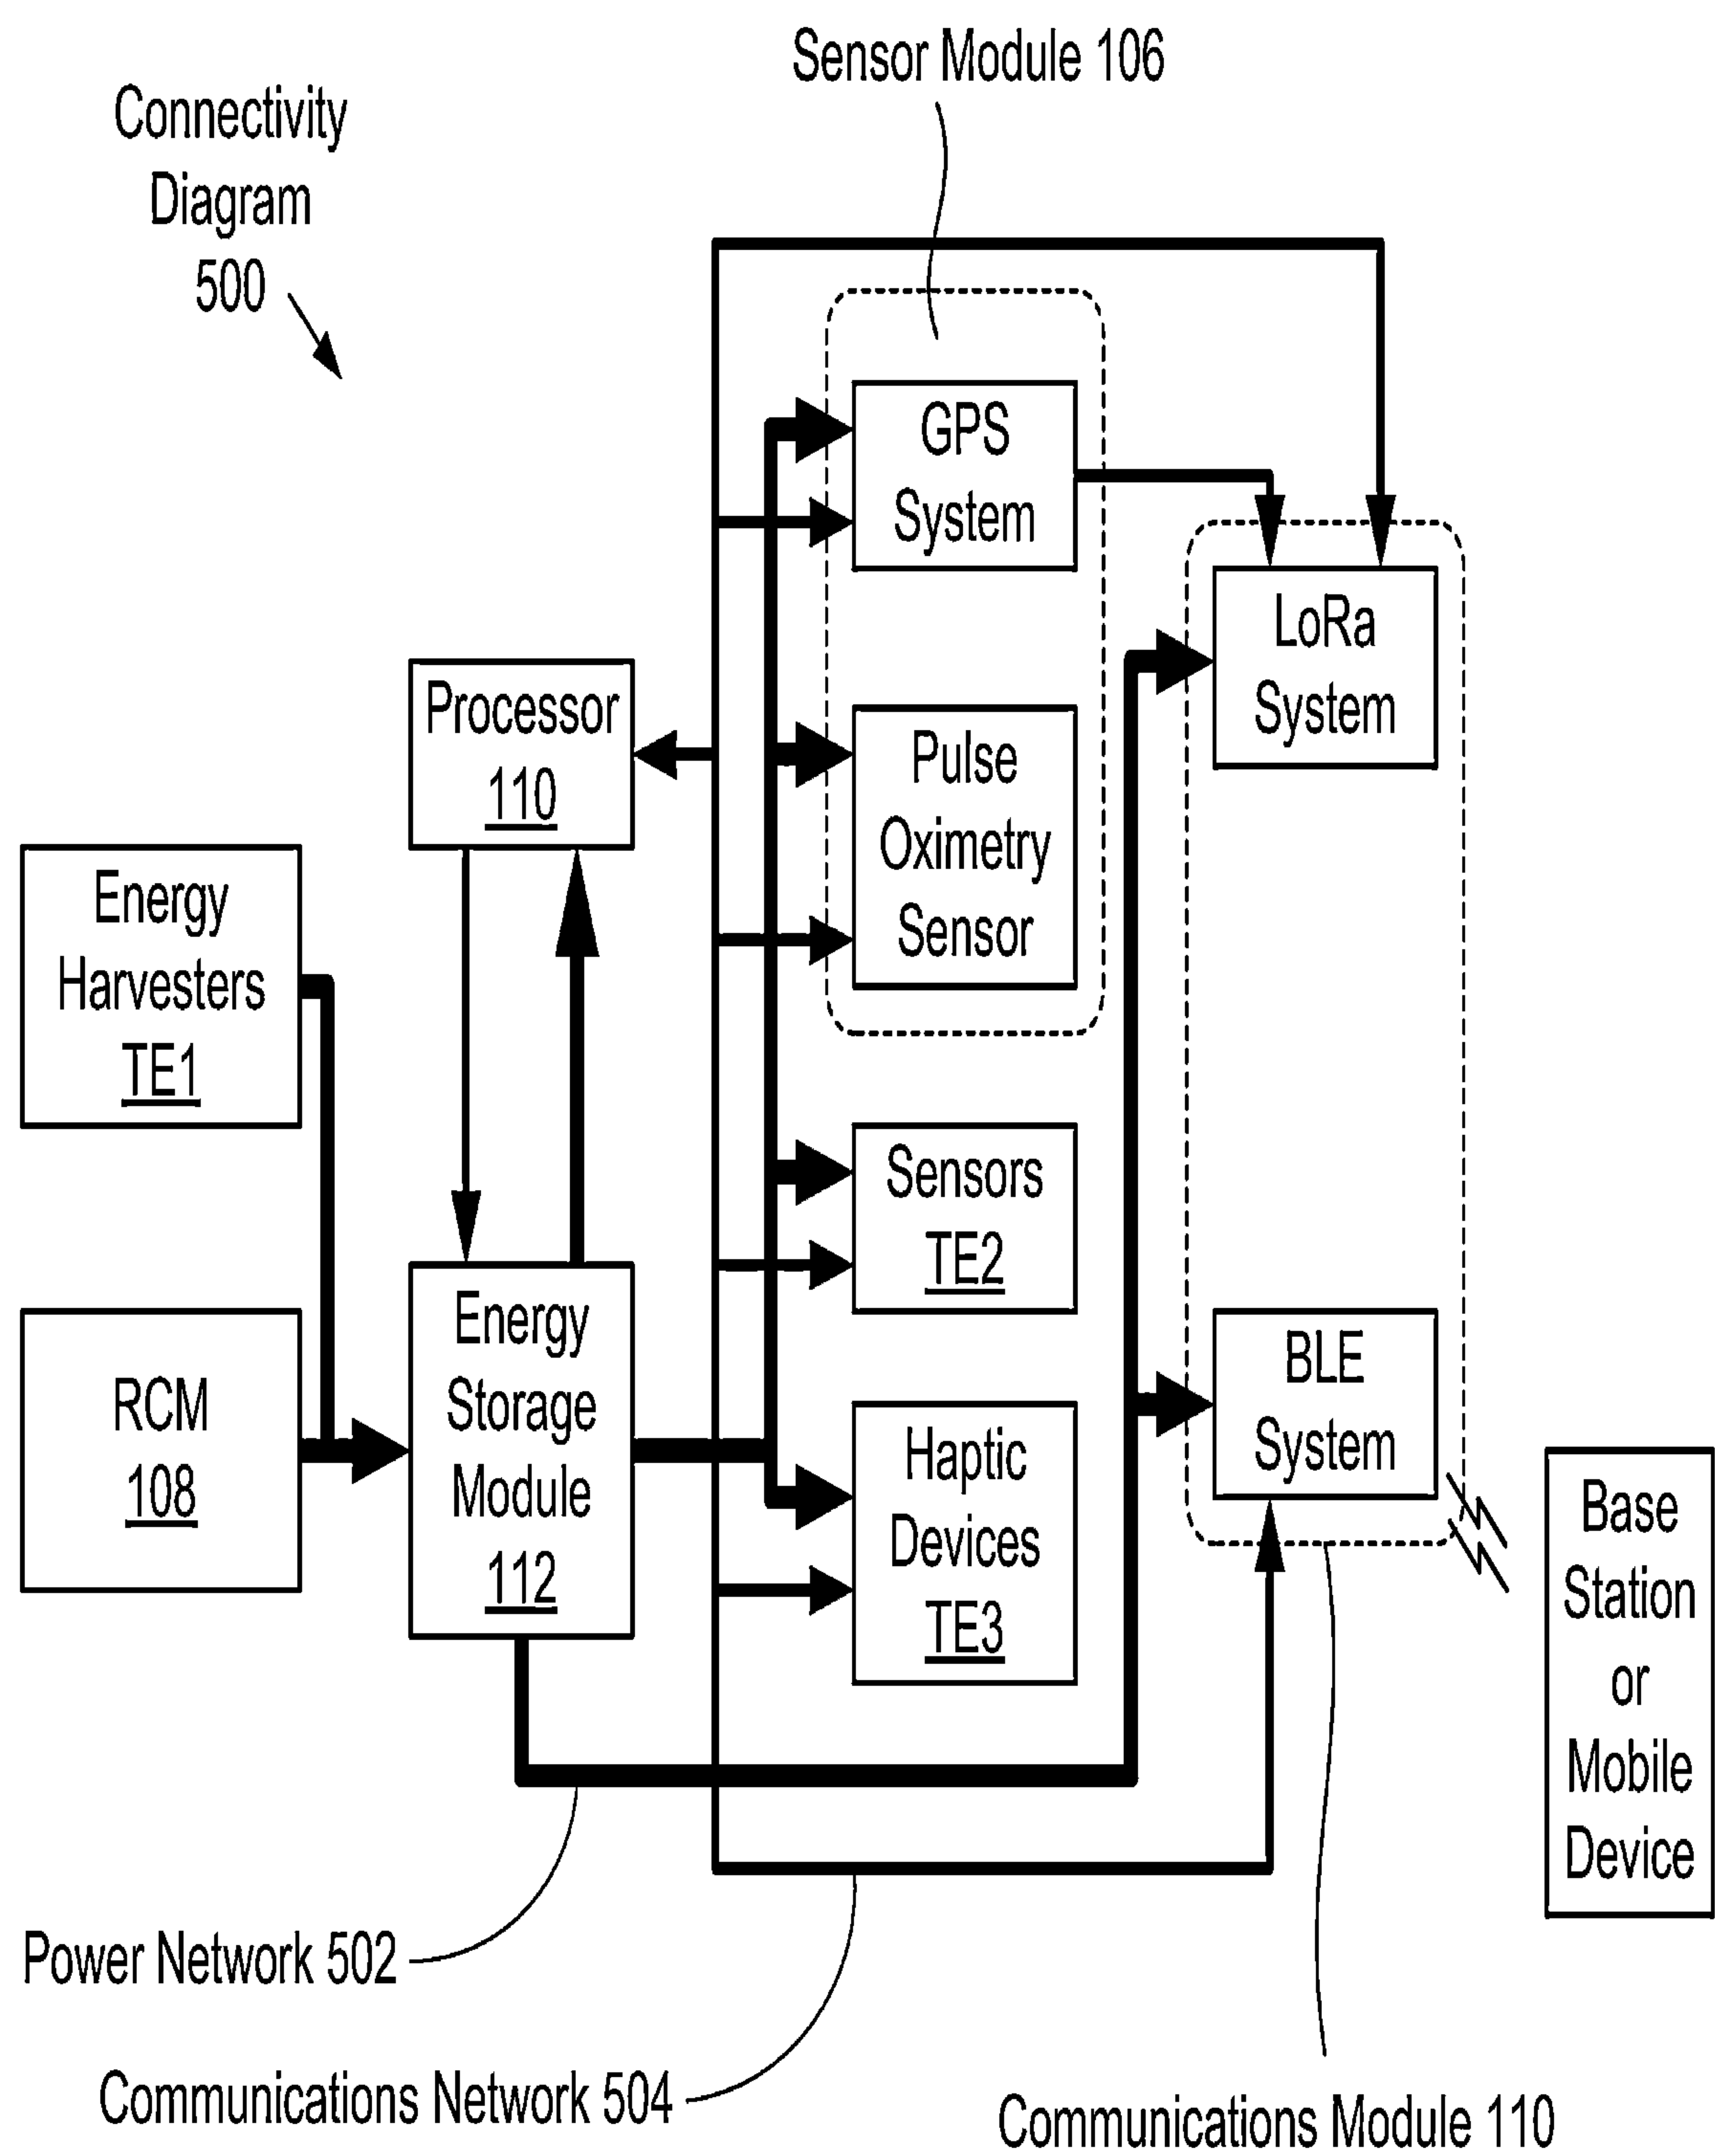 Sensor Module 106
Connectivity
Diagram
500
GPS
System
LoRa
System
Processor
110
Pulse
Oximetry
Sensor
Energy
Harvesters
TE1
Sensors
TE2
Energy
Storage
Module
112
RCM
108
BLE
System
Haptic
Devices
TE3
Base
Station
or
Mobile
Device
Power Network 502
Communications Network 504
Communications Module 110